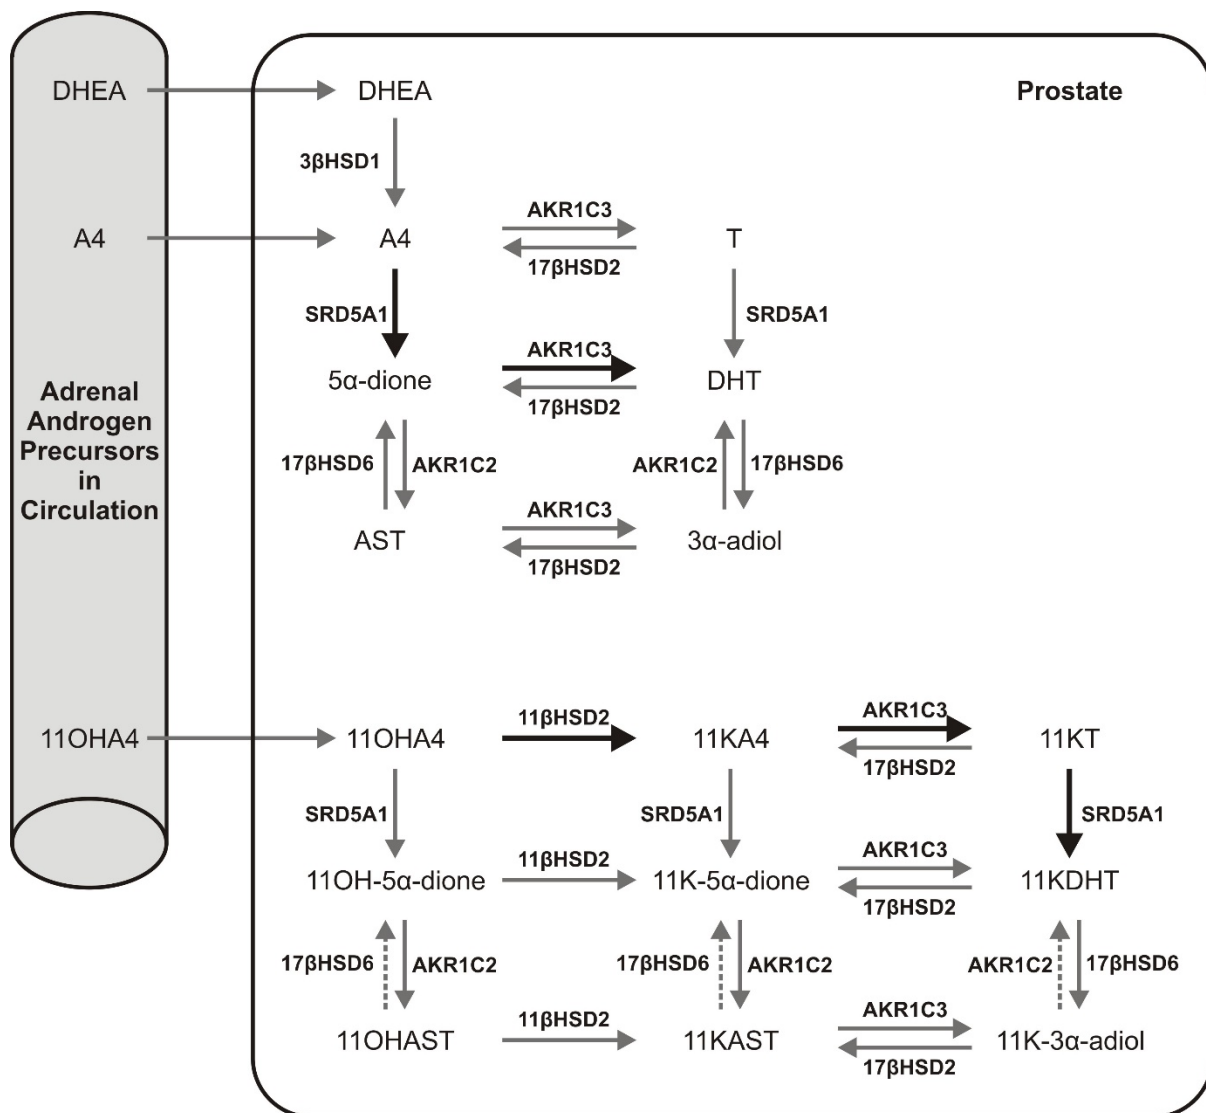 DHEA
DHEA
Prostate
3βHSD1
A4
A4
AKR1C3
17βHSD2
T
SRD5A1
SRD5A1
Adrenal
Androgen
Precursors
in
Circulation
5α-dione
AKR1C3
17βHSD2
DHT
17βHSD6
AKR1C2
AKR1C2
17βHSD6
AST
AKR1C3
17βHSD2
3α-adiol
11OHA4
11OHA4
11βHSD2
11KA4
AKR1C3
17βHSD2
11KT
SRD5A1
SRD5A1
SRD5A1
11OH-5α-dione
11βHSD2
11K-5α-dione
AKR1C3
17βHSD2
11KDHT
17βHSD6
AKR1C2
17βHSD6
AKR1C2
AKR1C2
17βHSD6
11OHAST
11βHSD2
11KAST
AKR1C3
17βHSD2
11K-3α-adiol